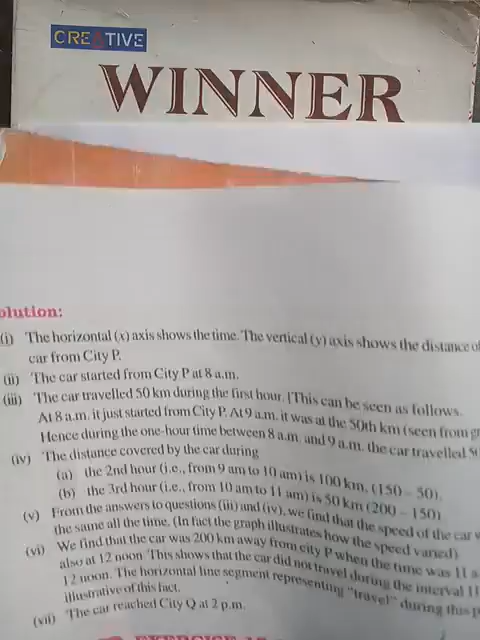 CREATIVE
WINNER
olution:
(i) The horizontal (x) axis shows the time. The vertical (y) axis shows the distance of
car from City P.
(ii) The car started from City P at 8 a.m.
(iii) The car travelled 50 km during the first hour. [This can be seen as follows.
At 8 a.m. it just started from City P. At 9 a.m. it was at the 50th km (seen from gr
Hence during the one-hour time between 8 a.m. and 9 a.m. the car travelled 50
(iv) The distance covered by the car during
(a) the 2nd hour (i.e., from 9 am to 10 am) is 100 km, (150 – 50).
(b) the 3rd hour (i.e., from 10 am to 11 am) is 50 km (200 – 150)
(v) From the answers to questions (iii) and (iv), we find that the speed of the car w
the same all the time. (In fact the graph illustrates how the speed varied)
(vi) We find that the car was 200 km away from city P when the time was 11 a
also at 12 noon. This shows that the car did not travel during the interval 11
12 noon. The horizontal line segment representing "travel" during this p
illustrative of this fact.
(vii) The car reached City Q at 2 p.m.